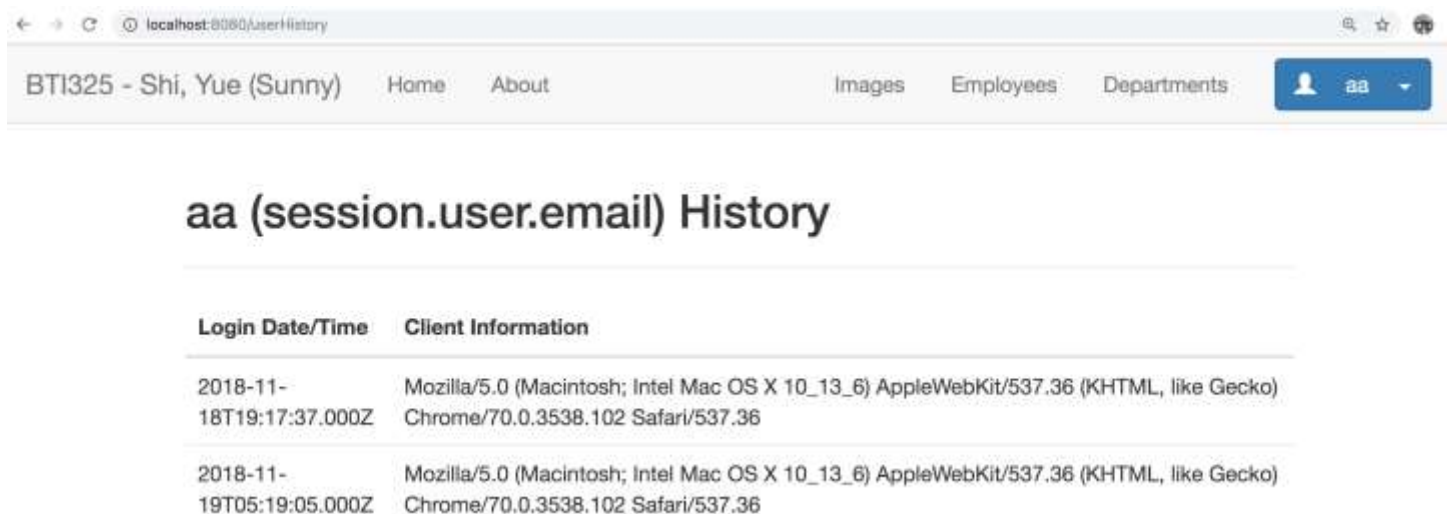 localhost:8080/userHistory
BTI325 - Shi, Yue (Sunny) Home About Images Employees Departments aa
aa (session.user.email) History
Login Date/Time Client Information
2018-11- Mozilla/5.0 (Macintosh; Intel Mac OS X 10_13_6) AppleWebKit/537.36 (KHTML, like Gecko)
18T19:17:37.000Z Chrome/70.0.3538.102 Safari/537.36
2018-11- Mozilla/5.0 (Macintosh; Intel Mac OS X 10_13_6) AppleWebKit/537.36 (KHTML, like Gecko)
19T05:19:05.000Z Chrome/70.0.3538.102 Safari/537.36